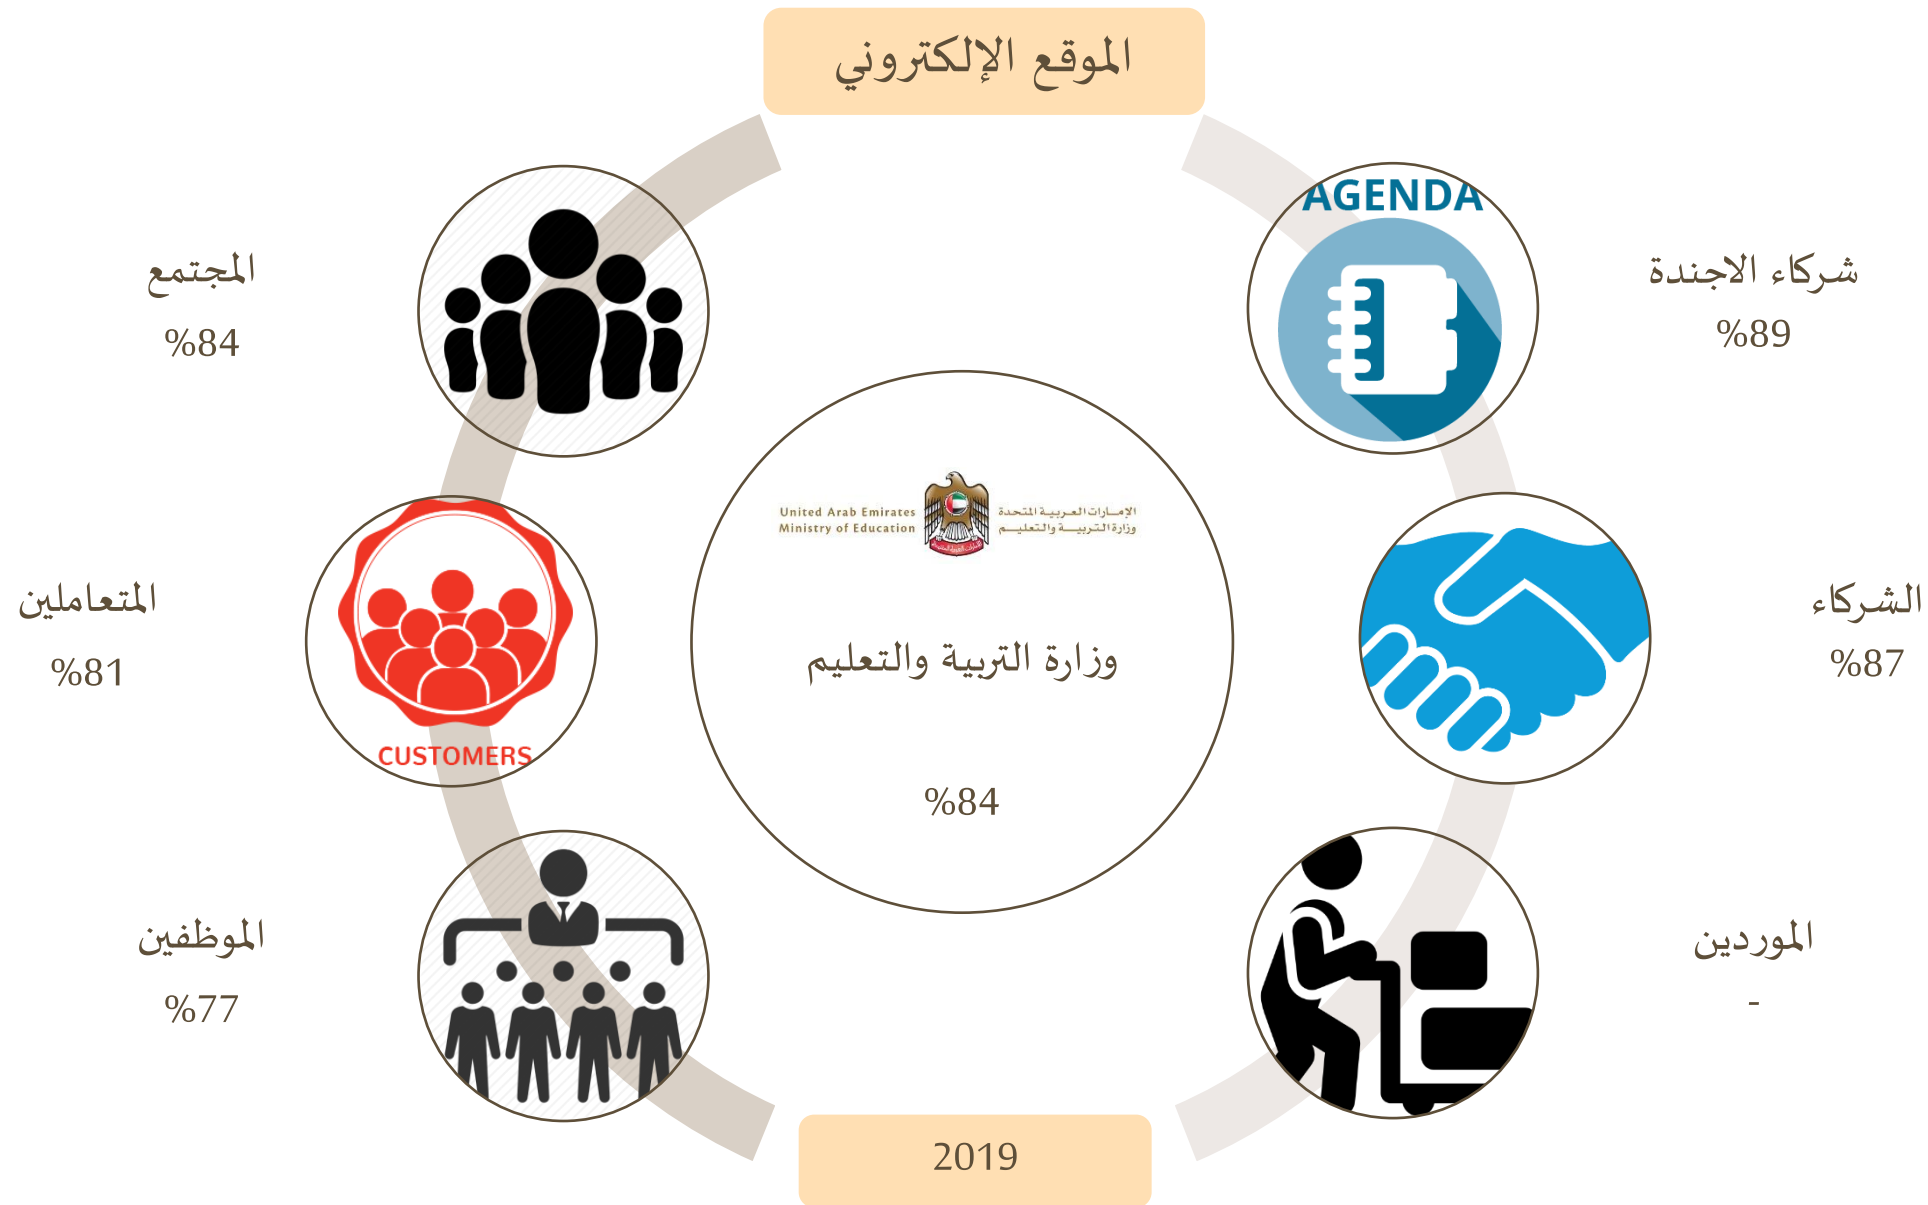 الموقع الإلكتروني
AGENDA
شركاء الاجندة
%89
المجتمع
%84
United Arab Emirates
Ministry of Education
الإمارات العربية المتحدة
وزارة التربية والتعليم
الشركاء
%87
وزارة التربية والتعليم
%84
المتعاملين
%81
CUSTOMERS
الموردين
-
الموظفين
%77
2019